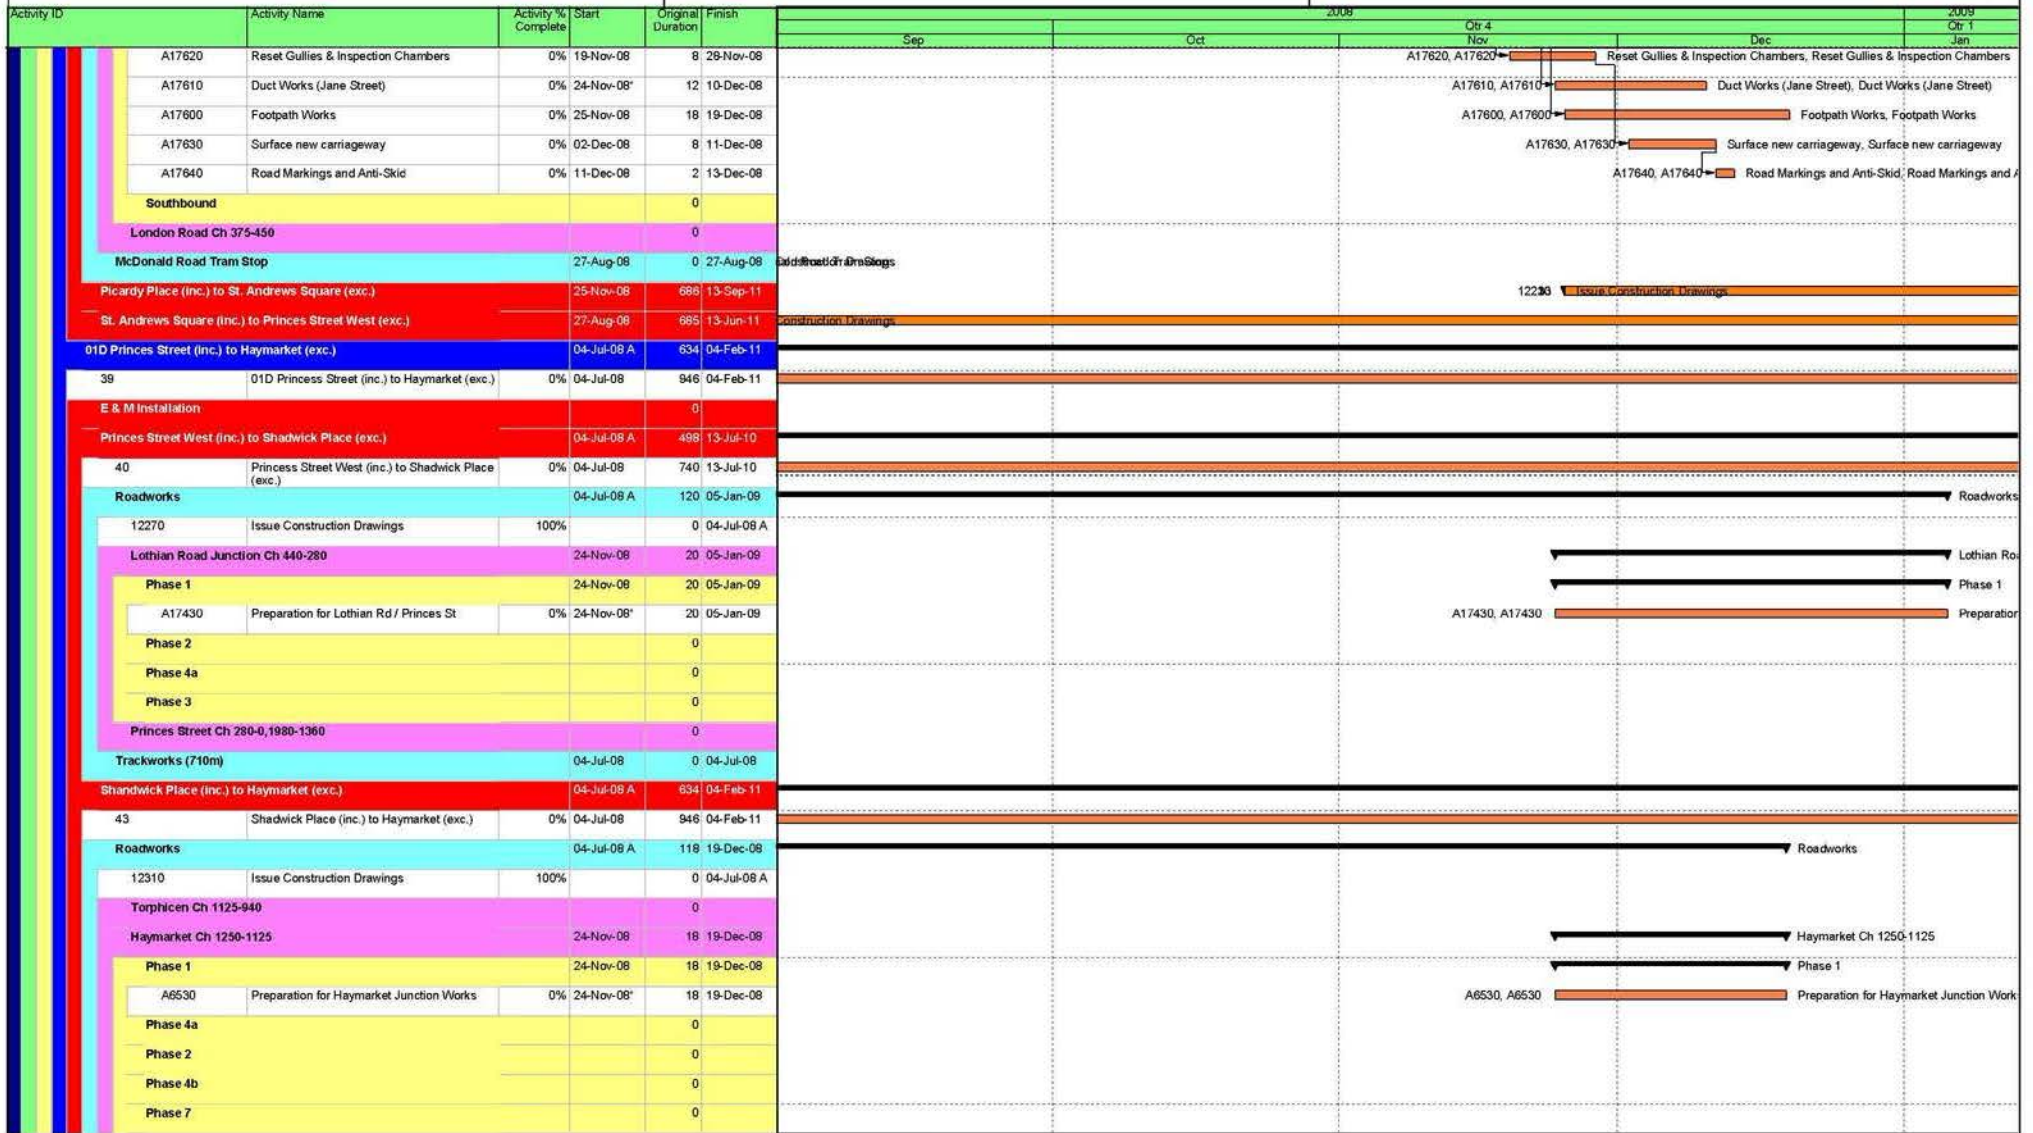 Activity ID Activity Name Activity % Complete Start Original Duration Finish 2008 2009
Qtr 4 Qtr 1
Sep Oct Nov Dec Jan
A17620 Reset Gullies & Inspection Chambers 0% 19-Nov-08 8 28-Nov-08 A17620, A17620 Reset Gullies & Inspection Chambers, Reset Gullies & Inspection Chambers
A17610 Duct Works (Jane Street) 0% 24-Nov-08* 12 10-Dec-08 A17610, A17610 Duct Works (Jane Street), Duct Works (Jane Street)
A17600 Footpath Works 0% 25-Nov-08 18 19-Dec-08 A17600, A17600 Footpath Works, Footpath Works
A17630 Surface new carriageway 0% 02-Dec-08 8 11-Dec-08 A17630, A17630 Surface new carriageway, Surface new carriageway
A17640 Road Markings and Anti-Skid 0% 11-Dec-08 2 13-Dec-08 A17640, A17640 Road Markings and Anti-Skid, Road Markings and A
Southbound 0
London Road Ch 375-450 0
McDonald Road Tram Stop 27-Aug-08 0 27-Aug-08
Picardy Place (inc.) to St. Andrews Square (exc.) 25-Nov-08 686 13-Sep-11 Issue Construction Drawings
St. Andrews Square (inc.) to Princes Street West (exc.) 27-Aug-08 685 13-Jun-11 Construction Drawings
01D Princes Street (inc.) to Haymarket (exc.) 04-Jul-08 A 634 04-Feb-11
39 01D Princess Street (inc.) to Haymarket (exc.) 0% 04-Jul-08 946 04-Feb-11
E & M Installation 0
Princes Street West (inc.) to Shadwick Place (exc.) 04-Jul-08 A 498 13-Jul-10
40 Princess Street West (inc.) to Shadwick Place (exc.) 0% 04-Jul-08 740 13-Jul-10
Roadworks 04-Jul-08 A 120 05-Jan-09 Roadworks
12270 Issue Construction Drawings 100% 0 04-Jul-08 A
Lothian Road Junction Ch 440-280 24-Nov-08 20 05-Jan-09 Lothian Roa
Phase 1 24-Nov-08 20 05-Jan-09 Phase 1
A17430 Preparation for Lothian Rd / Princes St 0% 24-Nov-08* 20 05-Jan-09 A17430, A17430 Preparation
Phase 2 0
Phase 4a 0
Phase 3 0
Princes Street Ch 280-0,1980-1360 0
Trackworks (710m) 04-Jul-08 0 04-Jul-08
Shandwick Place (inc.) to Haymarket (exc.) 04-Jul-08 A 634 04-Feb-11
43 Shadwick Place (inc.) to Haymarket (exc.) 0% 04-Jul-08 946 04-Feb-11
Roadworks 04-Jul-08 A 118 19-Dec-08 Roadworks
12310 Issue Construction Drawings 100% 0 04-Jul-08 A
Torphicen Ch 1125-940 0
Haymarket Ch 1250-1125 24-Nov-08 18 19-Dec-08 Haymarket Ch 1250-1125
Phase 1 24-Nov-08 18 19-Dec-08 Phase 1
A6530 Preparation for Haymarket Junction Works 0% 24-Nov-08* 18 19-Dec-08 A6530, A6530 Preparation for Haymarket Junction Work
Phase 4a 0
Phase 2 0
Phase 4b 0
Phase 7 0